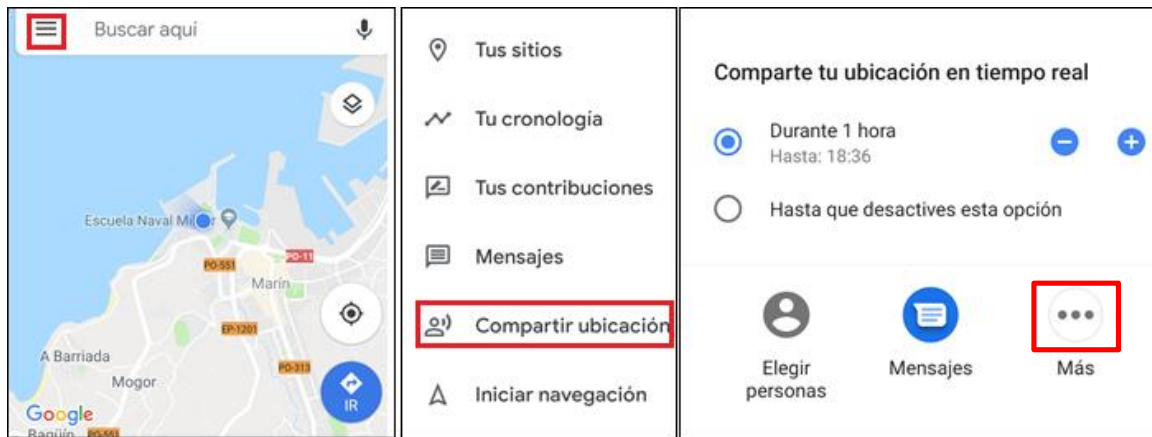 Buscar aquí
Escuela Naval Militar
PO-551
PO-11
Marín
EP-1201
A Barriada
PO-313
Mogor
IR
Google
PO-551
Tus sitios
Tu cronología
Tus contribuciones
Mensajes
Compartir ubicación
Iniciar navegación
Comparte tu ubicación en tiempo real
Durante 1 hora
Hasta: 18:36
Hasta que desactives esta opción
Elegir
personas
Mensajes
Más